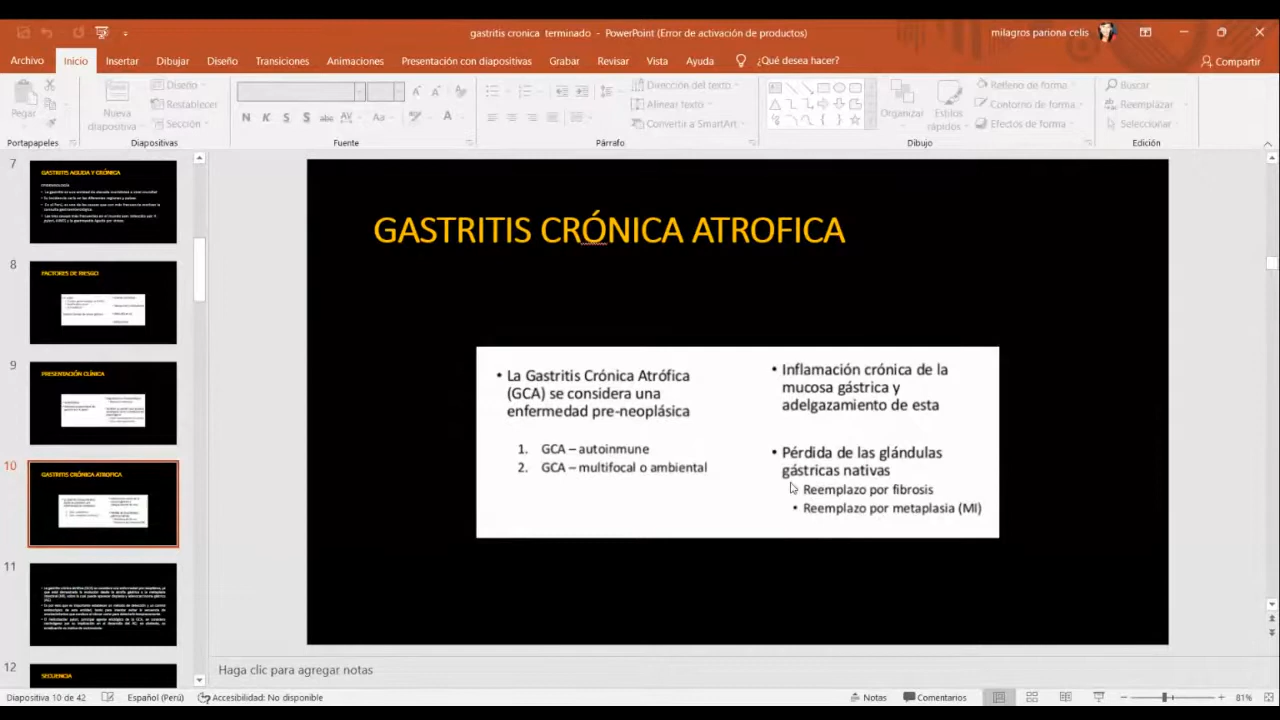 gastritis cronica terminado - PowerPoint (Error de activación de productos)
milagros pariona celis
Archivo Inicio Insertar Dibujar Diseño Transiciones Animaciones Presentación con diapositivas Grabar Revisar Vista Ayuda ¿Qué desea hacer? Compartir
Pegar
Nueva diapositiva
Diseño
Restablecer
Sección
N K S S abc AV Aa A
Dirección del texto
Alinear texto
Convertir a SmartArt
Organizar
Estilos rápidos
Relleno de forma
Contorno de forma
Efectos de forma
Buscar
Reemplazar
Seleccionar
Portapapeles Diapositivas Fuente Párrafo Dibujo Edición
7
GASTRITIS AGUDA Y CRÓNICA
8
FACTORES DE RIESGO
9
PRESENTACIÓN CLÍNICA
10
GASTRITIS CRÓNICA ATROFICA
11
12
SECUENCIA
GASTRITIS CRÓNICA ATROFICA
• La Gastritis Crónica Atrófica
(GCA) se considera una
enfermedad pre-neoplásica
1. GCA – autoinmune
2. GCA – multifocal o ambiental
• Inflamación crónica de la
mucosa gástrica y
adelgazamiento de esta
• Pérdida de las glándulas
gástricas nativas
Reemplazo por fibrosis
• Reemplazo por metaplasia (MI)
Haga clic para agregar notas
Diapositiva 10 de 42 Español (Perú) Accesibilidad: No disponible Notas Comentarios 81%